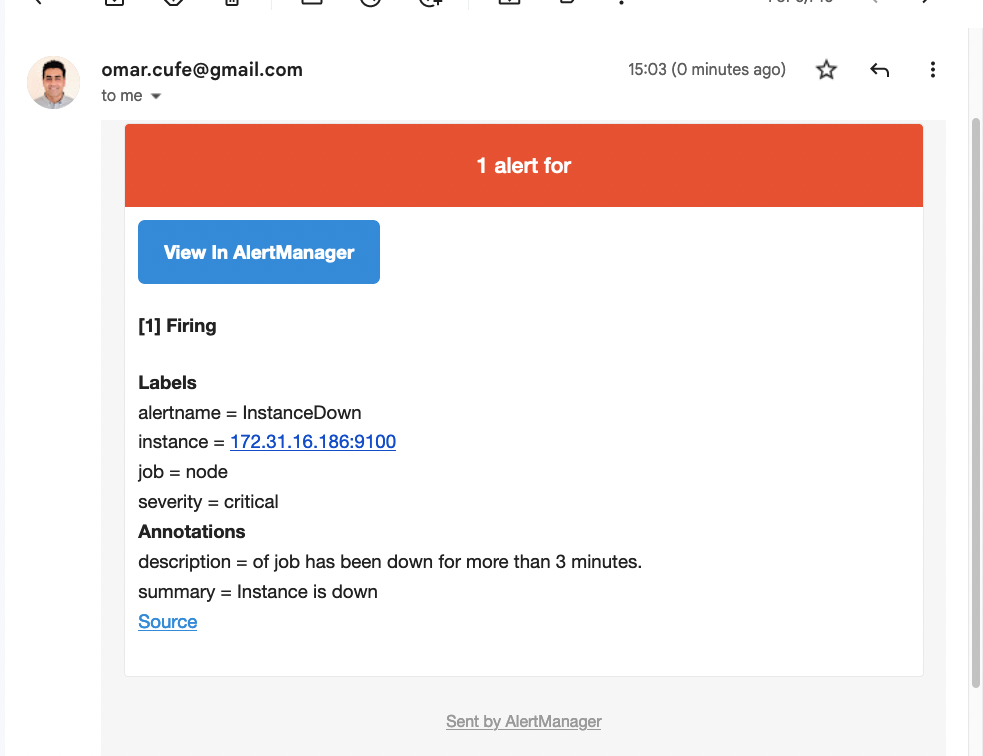 omar.cufe@gmail.com
15:03 (0 minutes ago)
to me
1 alert for
View In AlertManager
[1] Firing
Labels
alertname = InstanceDown
instance = 172.31.16.186:9100
job = node
severity = critical
Annotations
description = of job has been down for more than 3 minutes.
summary = Instance is down
Source
Sent by AlertManager